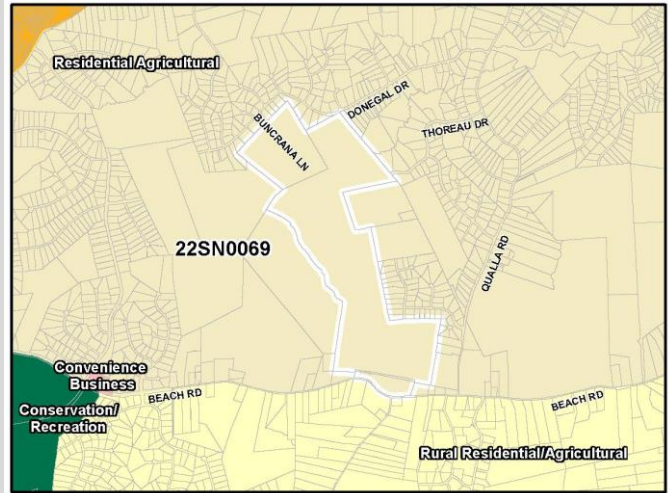 Residential Agricultural
DONEGAL DR
BUNCRANA LN
THOREAU DR
22SN0069
QUALLA RD
Convenience
Business
BEACH RD
BEACH RD
Conservation/
Recreation
Rural Residential/Agricultural